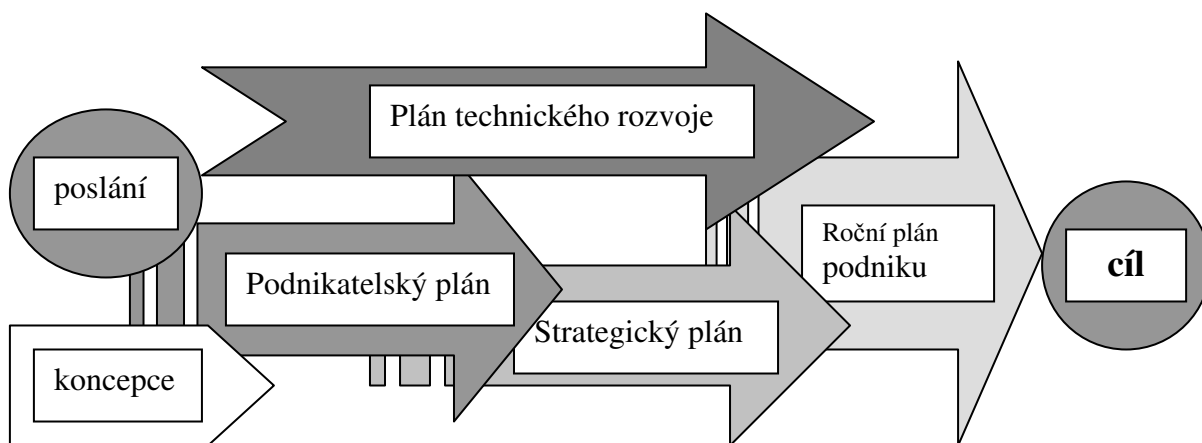 Plán technického rozvoje
poslání
Roční plán
podniku
cíl
Podnikatelský plán
Strategický plán
koncepce